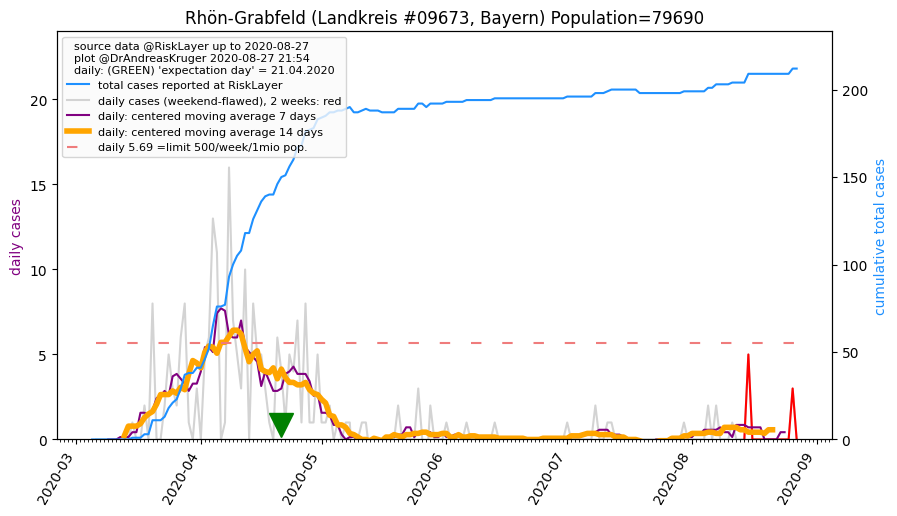 Rhön-Grabfeld (Landkreis #09673, Bayern) Population=79690
source data @RiskLayer up to 2020-08-27
plot @DrAndreasKruger 2020-08-27 21:54
daily: (GREEN) 'expectation day' = 21.04.2020
total cases reported at RiskLayer
daily cases (weekend-flawed), 2 weeks: red
daily: centered moving average 7 days
daily: centered moving average 14 days
daily 5.69 =limit 500/week/1mio pop.
daily cases
20
15
10
5
0
cumulative total cases
200
150
100
50
0
2020-03
2020-04
2020-05
2020-06
2020-07
2020-08
2020-09